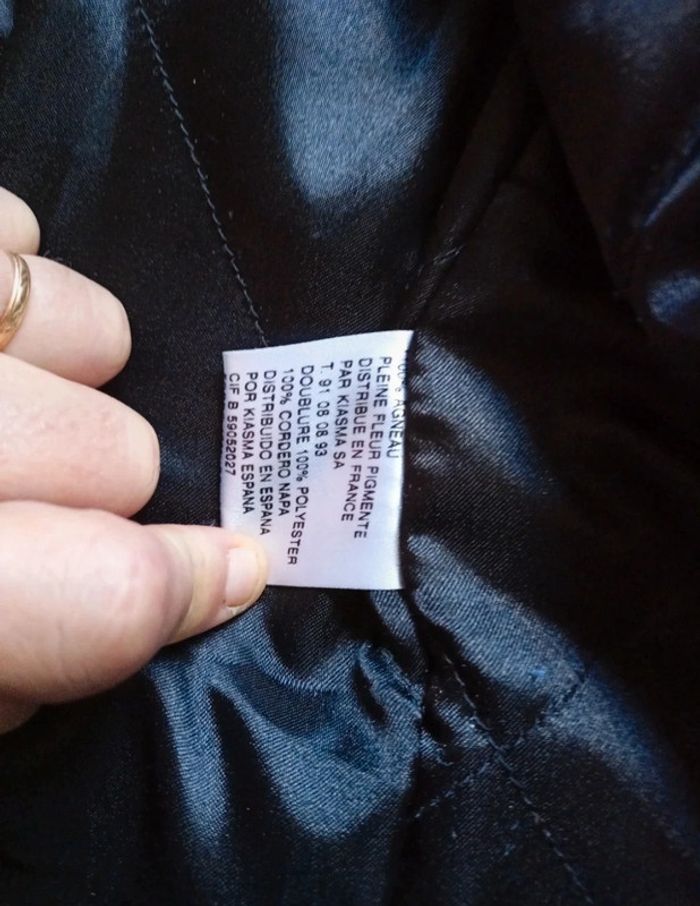 100% AGNEAU
PLEINE FLEUR PIGMENTE
DISTRIBUE EN FRANCE
PAR KIASMA SA
T. 91 08 08 93
DOUBLURE 100% POLYESTER
100% CORDERO NAPA
DISTRIBUIDO EN ESPANA
POR KIASMA ESPANA
CIF B 59052027